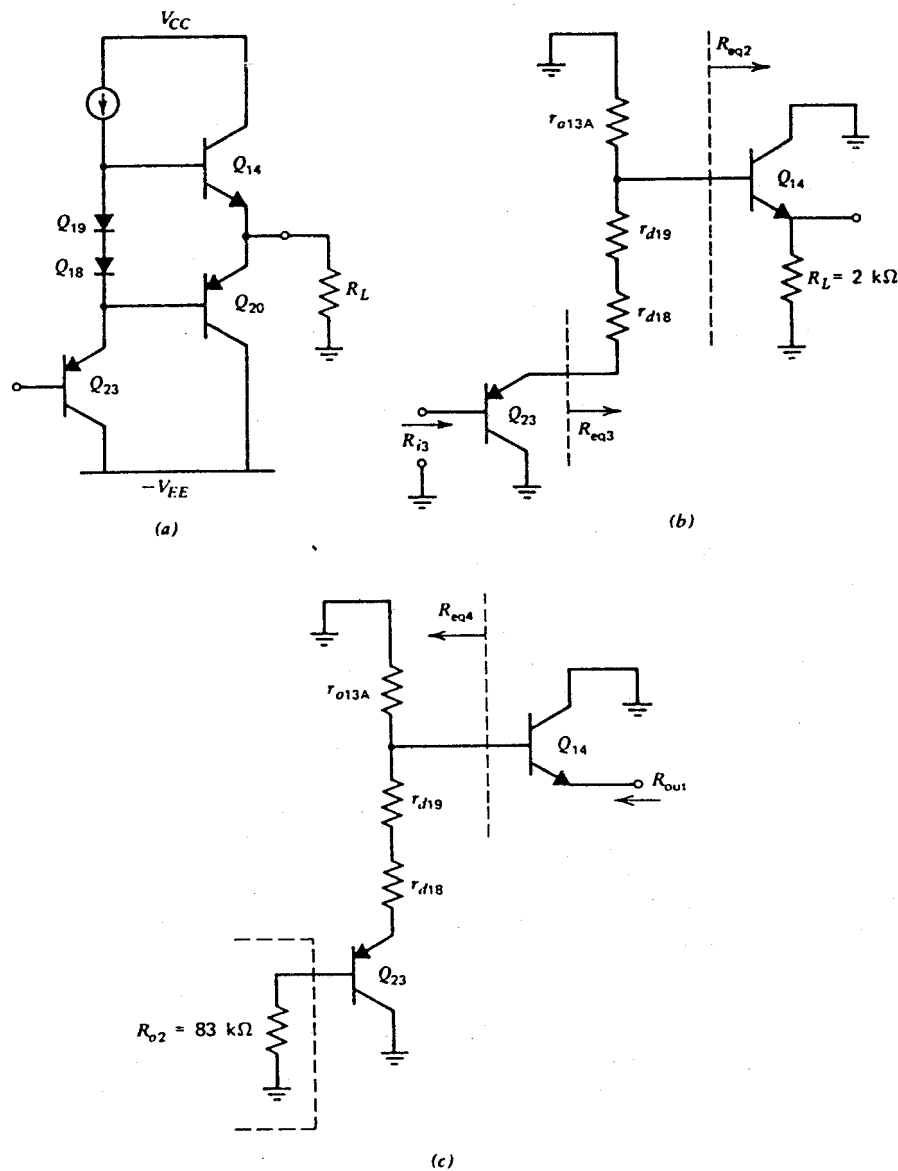 V_CC
Q_14
Q_19
Q_18
Q_20
R_L
Q_23
−V_EE
(a)
R_eq2
r_o13A
Q_14
r_d19
R_L = 2 kΩ
r_d18
Q_23
R_i3
R_eq3
(b)
R_eq4
r_o13A
Q_14
R_out
r_d19
r_d18
Q_23
R_o2 = 83 kΩ
(c)